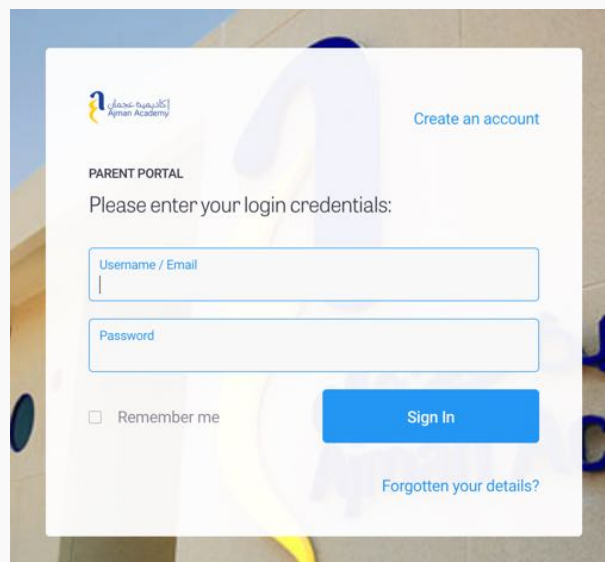 أكاديمية عجمان
Ajman Academy
Create an account
PARENT PORTAL
Please enter your login credentials:
Username / Email
Password
Remember me
Sign In
Forgotten your details?